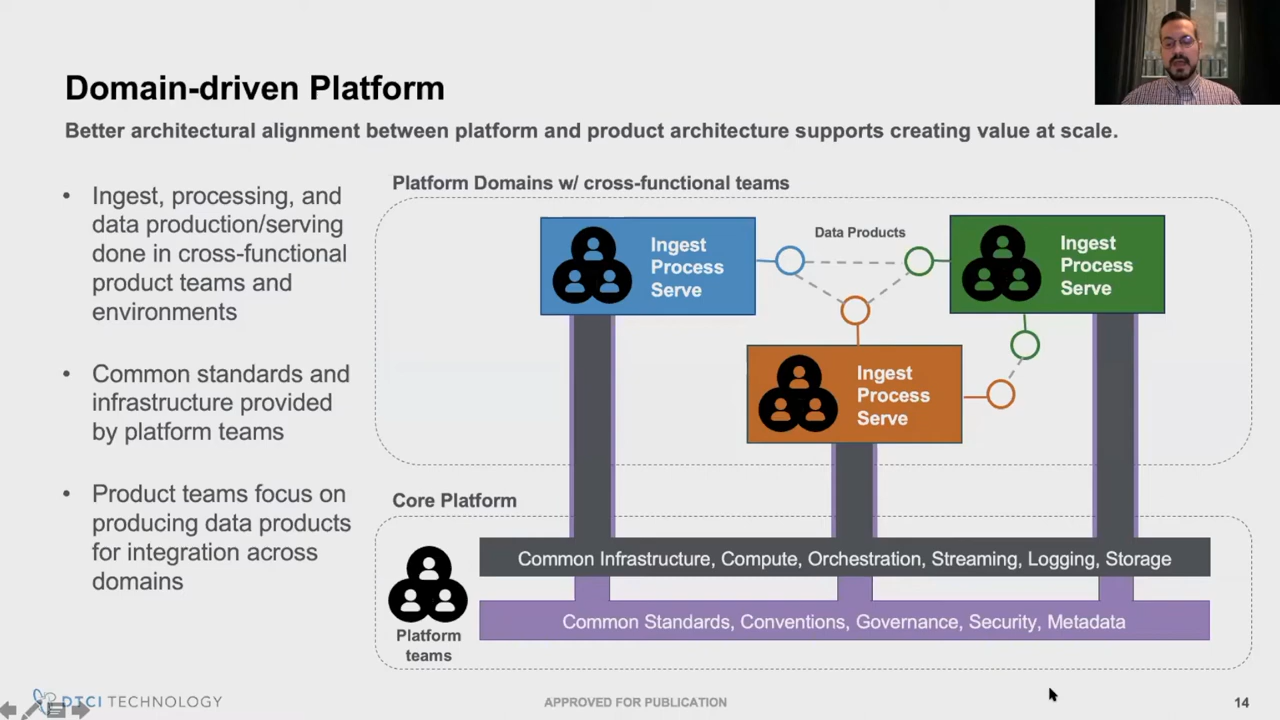 Domain-driven Platform
Better architectural alignment between platform and product architecture supports creating value at scale.
• Ingest, processing, and
data production/serving
done in cross-functional
product teams and
environments
• Common standards and
infrastructure provided
by platform teams
• Product teams focus on
producing data products
for integration across
domains
Platform Domains w/ cross-functional teams
Ingest
Process
Serve
Data Products
Ingest
Process
Serve
Ingest
Process
Serve
Core Platform
Platform
teams
Common Infrastructure, Compute, Orchestration, Streaming, Logging, Storage
Common Standards, Conventions, Governance, Security, Metadata
DTCI TECHNOLOGY
APPROVED FOR PUBLICATION
14